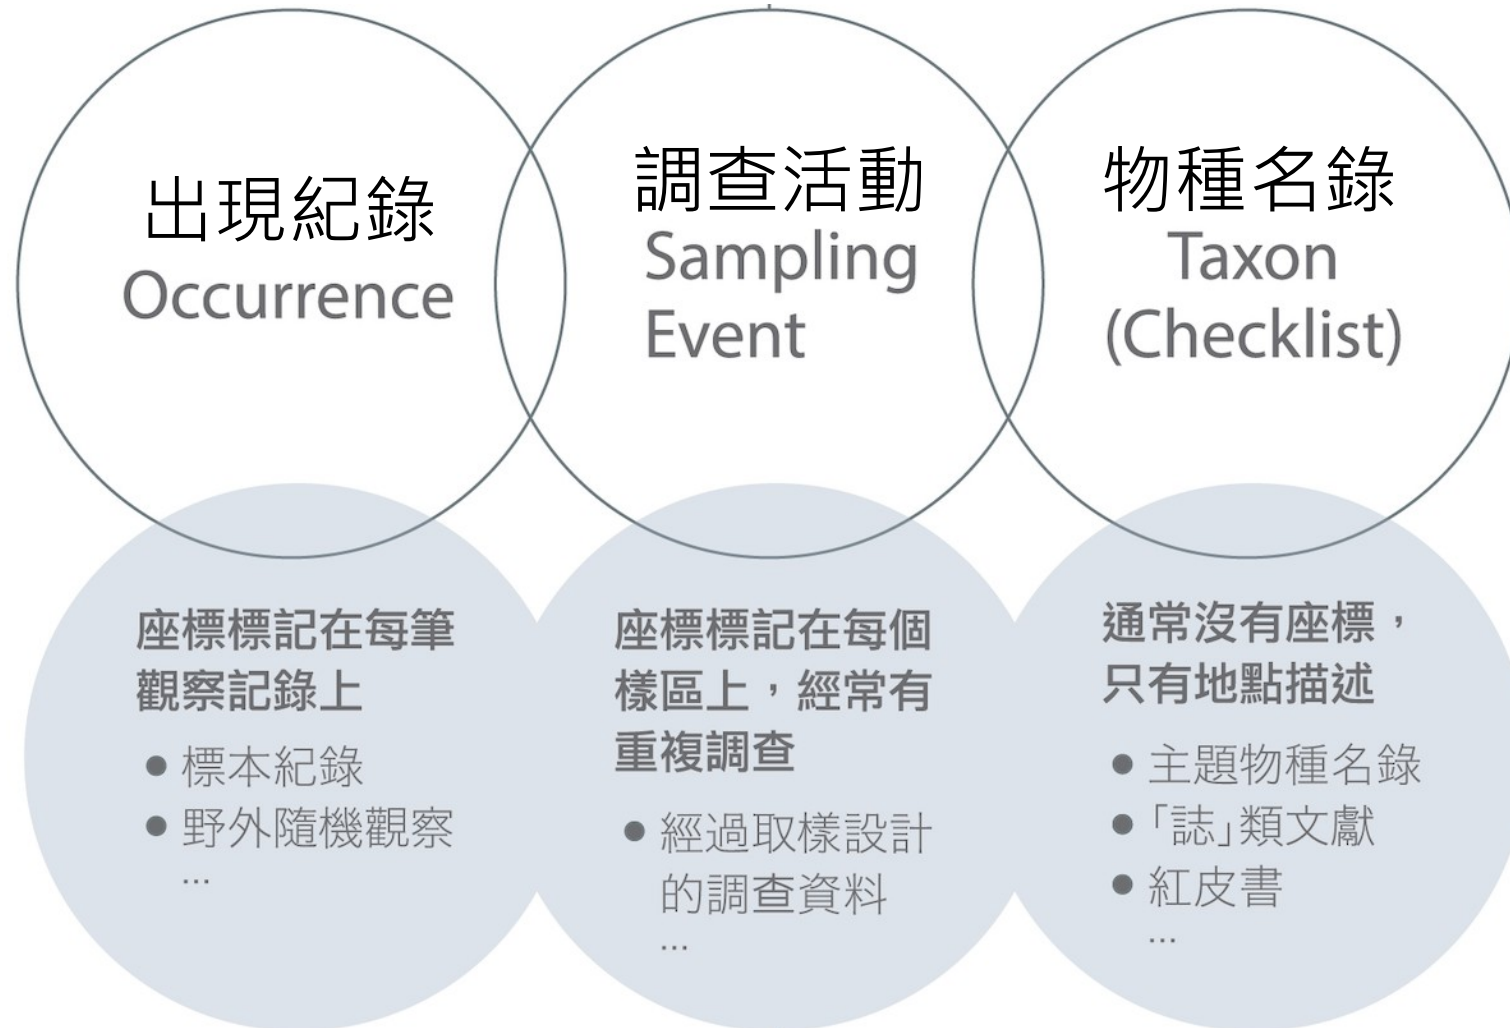 出現紀錄
Occurrence
調查活動
Sampling
Event
物種名錄
Taxon
(Checklist)
座標標記在每筆
觀察記錄上
● 標本紀錄
● 野外隨機觀察
...
座標標記在每個
樣區上，經常有
重複調查
● 經過取樣設計
的調查資料
...
通常沒有座標，
只有地點描述
● 主題物種名錄
●「誌」類文獻
● 紅皮書
...